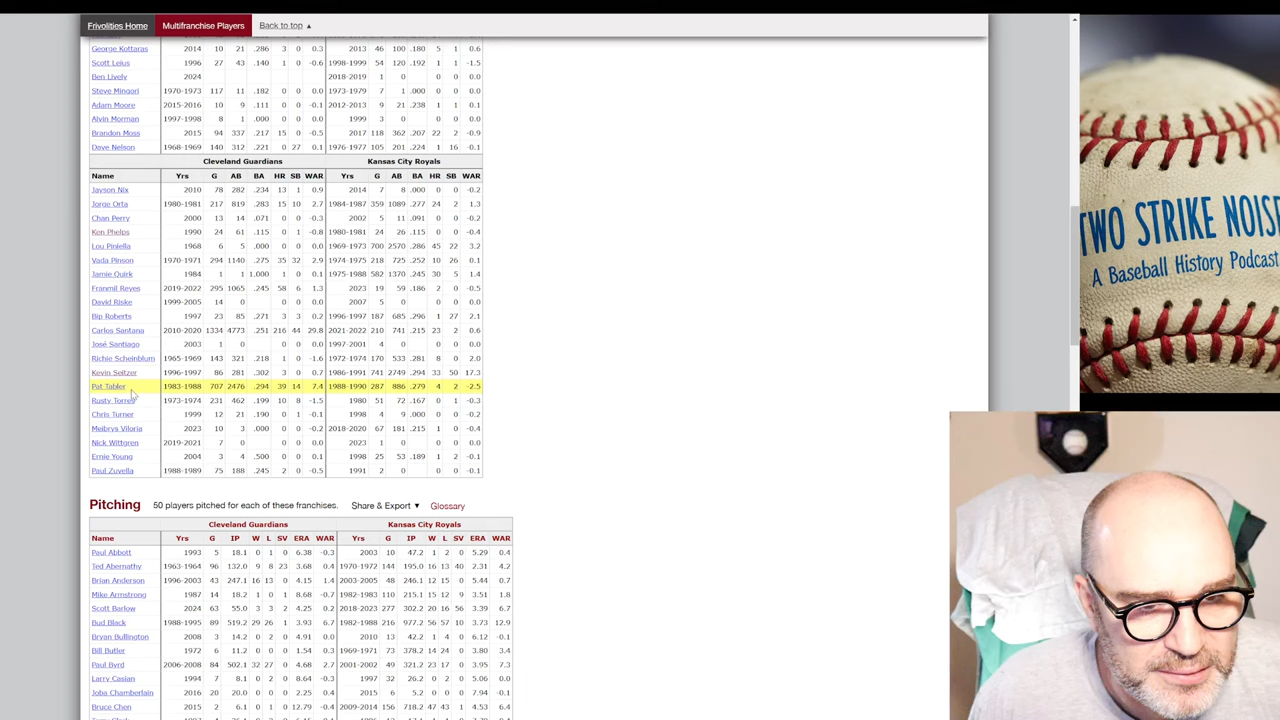 Frivolities Home Multifranchise Players Back to top ▲
George Kottaras 2014 10 21 .286 3 0 0.3 2013 46 100 .180 5 1 0.6
Scott Leius 1996 27 43 .140 1 0 -0.6 1998-1999 54 120 .192 1 1 -1.5
Ben Lively 2024 2018-2019 1 0 0 0 0.0
Steve Mingori 1970-1973 117 11 .182 0 0 0.0 1973-1979 7 1 .000 0 0 0.0
Adam Moore 2015-2016 10 9 .111 0 0 -0.1 2012-2013 9 21 .238 1 1 0.1
Alvin Morman 1997-1998 8 1 .000 0 0 0.0 1999 3 0 0 0 0.0
Brandon Moss 2015 94 337 .217 15 0 -0.5 2017 118 362 .207 22 2 -0.9
Dave Nelson 1968-1969 140 312 .221 0 27 0.1 1976-1977 105 201 .224 1 16 -0.1
Cleveland Guardians Kansas City Royals
Name Yrs G AB BA HR SB WAR Yrs G AB BA HR SB WAR
Jayson Nix 2010 78 282 .234 13 1 0.9 2014 7 8 .000 0 0 -0.2
Jorge Orta 1980-1981 217 819 .283 15 10 2.7 1984-1987 359 1089 .277 24 2 1.3
Chan Perry 2000 13 14 .071 0 0 -0.3 2002 5 11 .091 0 0 -0.2
Ken Phelps 1990 24 61 .115 0 1 -0.8 1980-1981 24 26 .115 0 0 -0.4
Lou Piniella 1968 6 5 .000 0 0 0.0 1969-1973 700 2570 .286 45 22 3.2
Vada Pinson 1970-1971 294 1140 .275 35 32 2.9 1974-1975 218 725 .252 10 26 0.1
Jamie Quirk 1984 1 1 1.000 1 0 0.1 1975-1988 582 1370 .245 30 5 1.4
Franmil Reyes 2019-2022 295 1065 .245 58 6 1.3 2023 19 59 .186 2 0 -0.5
David Riske 1999-2005 14 0 0 0 0.0 2007 5 0 0 0 0.0
Bip Roberts 1997 23 85 .271 3 3 0.2 1996-1997 187 685 .296 1 27 2.1
Carlos Santana 2010-2020 1334 4773 .251 216 44 29.8 2021-2022 210 741 .215 23 2 0.6
José Santiago 2003 1 0 0 0 0.0 1997-2001 4 0 0 0 0.0
Richie Scheinblum 1965-1969 143 321 .218 1 0 -1.6 1972-1974 170 533 .281 8 0 2.0
Kevin Seitzer 1996-1997 86 281 .302 3 0 0.7 1986-1991 741 2749 .294 33 50 17.3
Pat Tabler 1983-1988 707 2476 .294 39 14 7.4 1988-1990 287 886 .279 4 2 -2.5
Rusty Torres 1973-1974 231 462 .199 10 8 -1.5 1980 51 72 .167 0 1 -0.3
Chris Turner 1999 12 21 .190 0 1 -0.1 1998 4 9 .000 0 0 -0.2
Meibrys Viloria 2023 10 3 .000 0 0 -0.2 2018-2020 67 181 .215 1 0 -0.4
Nick Wittgren 2019-2021 7 0 0 0 0.0 2023 1 0 0 0 0.0
Ernie Young 2004 3 4 .500 0 0 0.1 1998 25 53 .189 1 2 -0.1
Paul Zuvella 1988-1989 75 188 .245 2 0 -0.5 1991 2 0 0 0 -0.1
Pitching 50 players pitched for each of these franchises. Share & Export ▼ Glossary
Cleveland Guardians Kansas City Royals
Name Yrs G IP W L SV ERA WAR Yrs G IP W L SV ERA WAR
Paul Abbott 1993 5 18.1 0 1 0 6.38 -0.3 2003 10 47.2 1 2 0 5.29 0.4
Ted Abernathy 1963-1964 96 132.0 9 8 23 3.68 0.4 1970-1972 144 195.0 16 13 40 2.31 4.2
Brian Anderson 1996-2003 43 247.1 16 13 0 4.15 1.4 2003-2005 48 246.1 12 15 0 5.44 0.7
Mike Armstrong 1987 14 18.2 1 0 1 8.68 -0.7 1982-1983 110 215.1 15 12 9 3.51 1.8
Scott Barlow 2024 63 55.0 3 3 2 4.25 0.2 2018-2023 277 302.2 20 16 56 3.39 6.7
Bud Black 1988-1995 89 519.2 29 26 1 3.93 6.7 1982-1988 216 977.2 56 57 10 3.73 12.9
Bryan Bullington 2008 3 14.2 0 2 0 4.91 0.0 2010 13 42.2 1 4 0 6.12 -0.1
Bill Butler 1972 6 11.2 0 0 0 1.54 0.3 1969-1971 73 378.2 14 24 0 3.80 3.4
Paul Byrd 2006-2008 84 502.1 32 27 0 4.68 2.7 2001-2002 49 321.2 23 17 0 3.95 7.3
Larry Casian 1994 7 8.1 0 2 0 8.64 -0.3 1997 32 26.2 0 2 0 5.06 0.0
Joba Chamberlain 2016 20 20.0 0 0 0 2.25 0.4 2015 6 5.2 0 0 0 7.94 -0.1
Bruce Chen 2015 2 6.1 0 1 0 12.79 -0.4 2009-2014 156 718.2 47 43 1 4.53 6.4
TWO STRIKE NOISE
A Baseball History Podcast